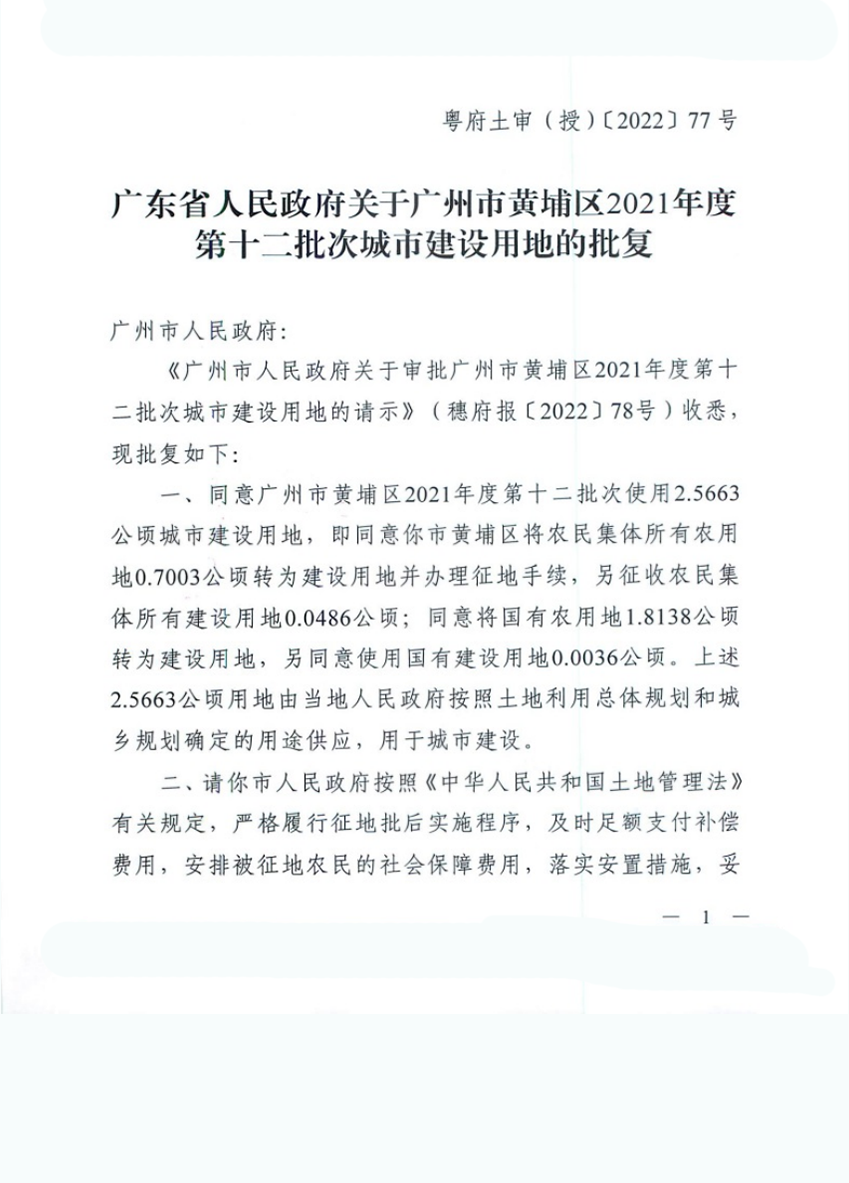 粤府土审（授）〔2022〕77 号
广东省人民政府关于广州市黄埔区2021年度
第十二批次城市建设用地的批复
广州市人民政府：
《广州市人民政府关于审批广州市黄埔区2021年度第十
二批次城市建设用地的请示》（穗府报〔2022〕78号）收悉，
现批复如下：
一、同意广州市黄埔区2021年度第十二批次使用2.5663
公顷城市建设用地，即同意你市黄埔区将农民集体所有农用
地0.7003公顷转为建设用地并办理征地手续，另征收农民集
体所有建设用地0.0486公顷；同意将国有农用地1.8138公顷
转为建设用地，另同意使用国有建设用地0.0036公顷。上述
2.5663公顷用地由当地人民政府按照土地利用总体规划和城
乡规划确定的用途供应，用于城市建设。
二、请你市人民政府按照《中华人民共和国土地管理法》
有关规定，严格履行征地批后实施程序，及时足额支付补偿
费用，安排被征地农民的社会保障费用，落实安置措施，妥
— 1 —